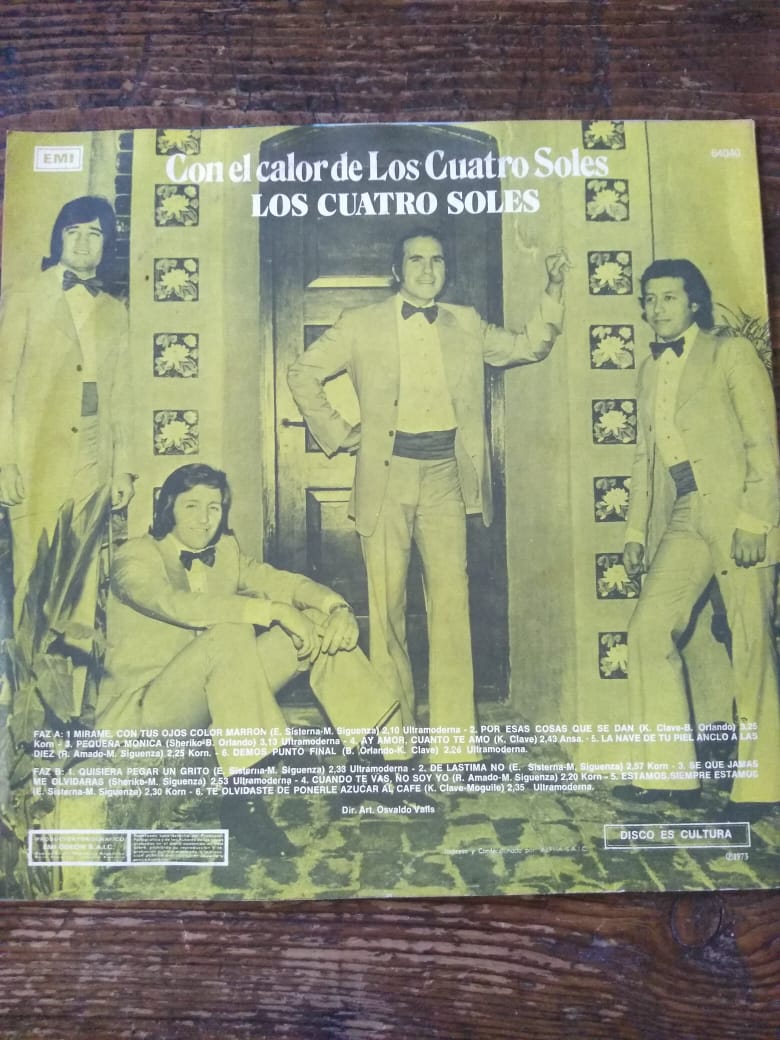 EMI
64040
Con el calor de Los Cuatro Soles
LOS CUATRO SOLES
FAZ A: 1 MIRAME, CON TUS OJOS COLOR MARRON (E. Sisterna-M. Siguenza) 2,10 Ultramoderna - 2. POR ESAS COSAS QUE SE DAN (K. Clave-B. Orlando) 3,25
Korn - 3. PEQUEÑA MONICA (Sheriko-B. Orlando) 3,13 Ultramoderna - 4. AY AMOR, CUANTO TE AMO (K. Clave) 2,43 Ansa. - 5. LA NAVE DE TU PIEL ANCLO A LAS
DIEZ (R. Amado-M. Siguenza) 2,25 Korn. - 6. DEMOS PUNTO FINAL (B. Orlando-K. Clave) 2,26 Ultramoderna.
FAZ B: 1. QUISIERA PEGAR UN GRITO (E. Sisterna-M. Siguenza) 2,33 Ultramoderna - 2. DE LASTIMA NO (E. Sisterna-M, Siguenza) 2,57 Korn - 3. SE QUE JAMAS
ME OLVIDARAS (Sheriko-M. Siguenza) 2,53 Ultramoderna - 4. CUANDO TE VAS, NO SOY YO (R. Amado-M. Siguenza) 2,20 Korn - 5. ESTAMOS, SIEMPRE ESTAMOS
(E. Sisterna-M. Siguenza) 2,30 Korn - 6. TE OLVIDASTE DE PONERLE AZUCAR AL CAFE (K. Clave-Moguile) 2,35 Ultramoderna.
Dir. Art. Osvaldo Valls
EMI ODEON S.A.I.C.
Impreso y Confeccionado por
DISCO ES CULTURA
Ⓟ1973